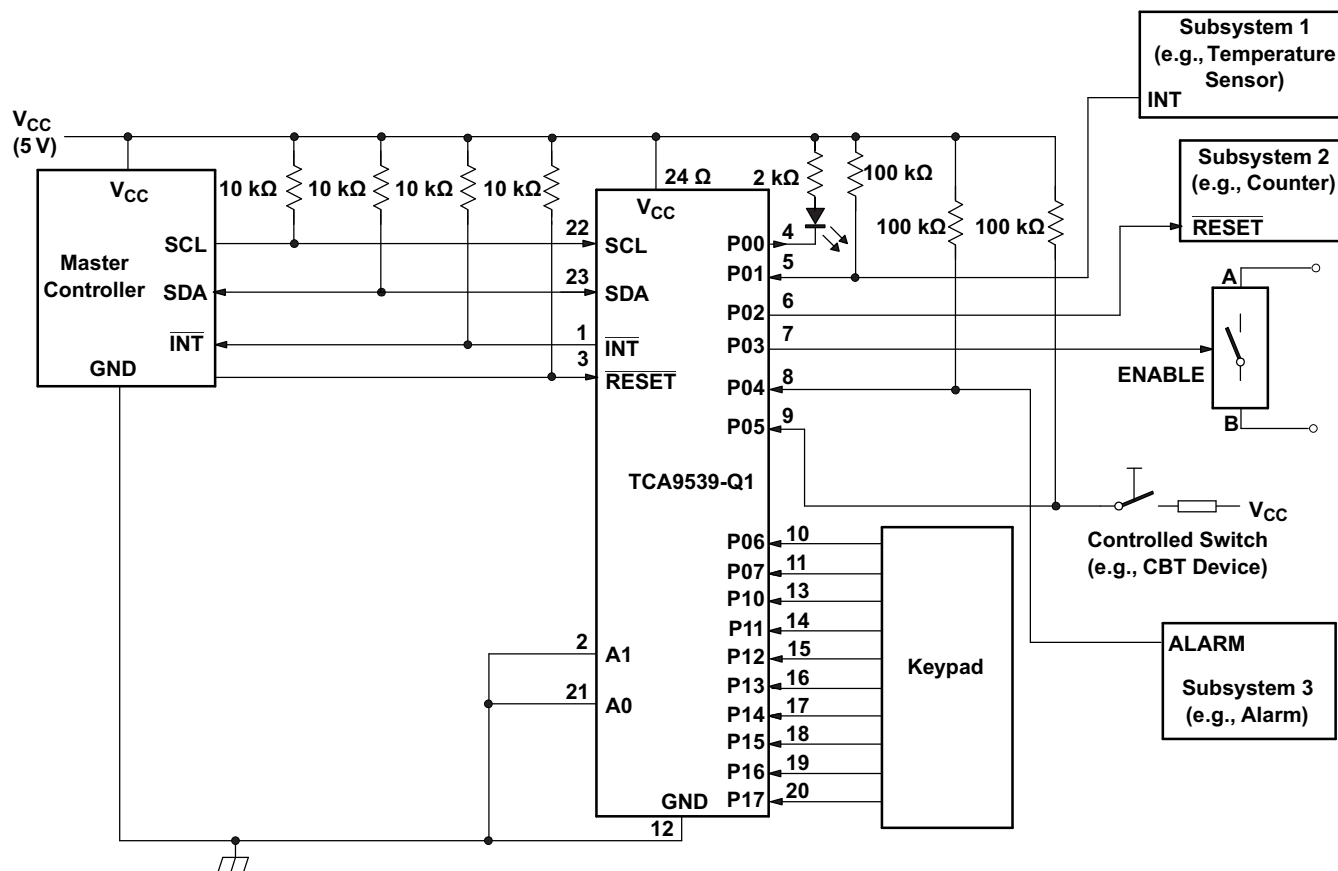 Subsystem 1
(e.g., Temperature
Sensor)
INT
VCC
(5 V)
Subsystem 2
(e.g., Counter)
RESET
10 kΩ
10 kΩ
10 kΩ
10 kΩ
24 Ω
2 kΩ
100 kΩ
100 kΩ
100 kΩ
VCC
SCL
Master
Controller
SDA
INT
GND
22
23
1
3
VCC
SCL
SDA
INT
RESET
P00
P01
P02
P03
P04
P05
4
5
6
7
8
9
A
ENABLE
B
TCA9539-Q1
VCC
Controlled Switch
(e.g., CBT Device)
P06
P07
P10
P11
P12
P13
P14
P15
P16
P17
10
11
13
14
15
16
17
18
19
20
Keypad
2
A1
21
A0
GND
12
ALARM
Subsystem 3
(e.g., Alarm)